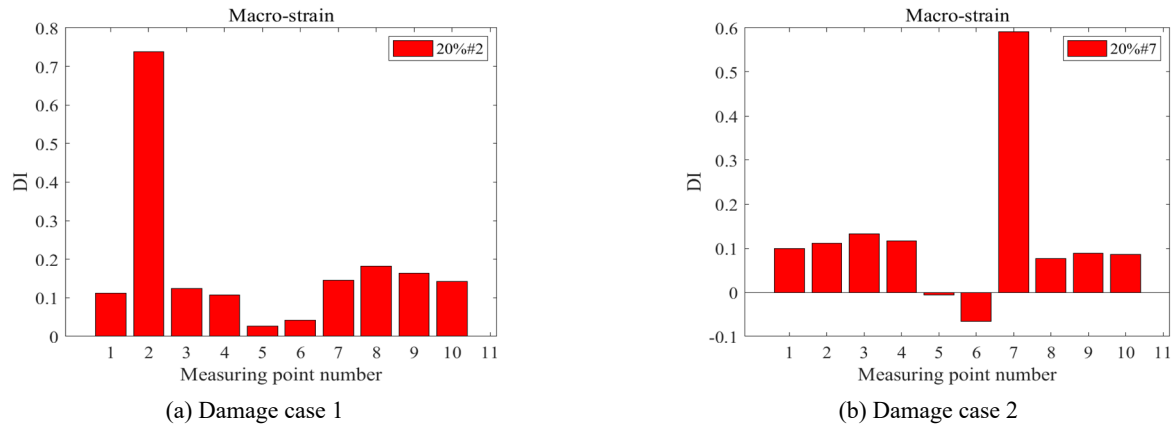 Macro-strain
0.8
0.7
0.6
0.5
0.4
0.3
0.2
0.1
0
DI
20%#2
1 2 3 4 5 6 7 8 9 10 11
Measuring point number
(a) Damage case 1
Macro-strain
0.6
0.5
0.4
0.3
0.2
0.1
0
-0.1
DI
20%#7
1 2 3 4 5 6 7 8 9 10 11
Measuring point number
(b) Damage case 2